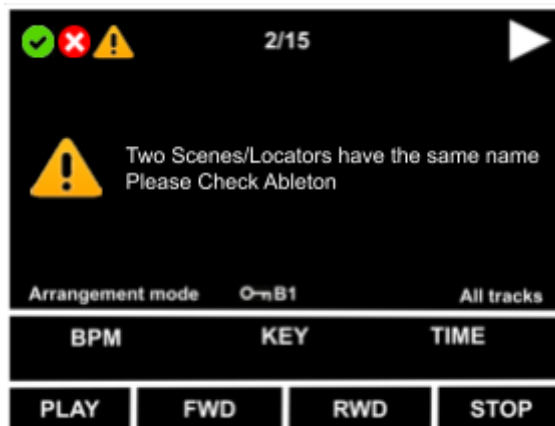 2/15
Two Scenes/Locators have the same name
Please Check Ableton
Arrangement mode B1 All tracks
BPM KEY TIME
PLAY FWD RWD STOP